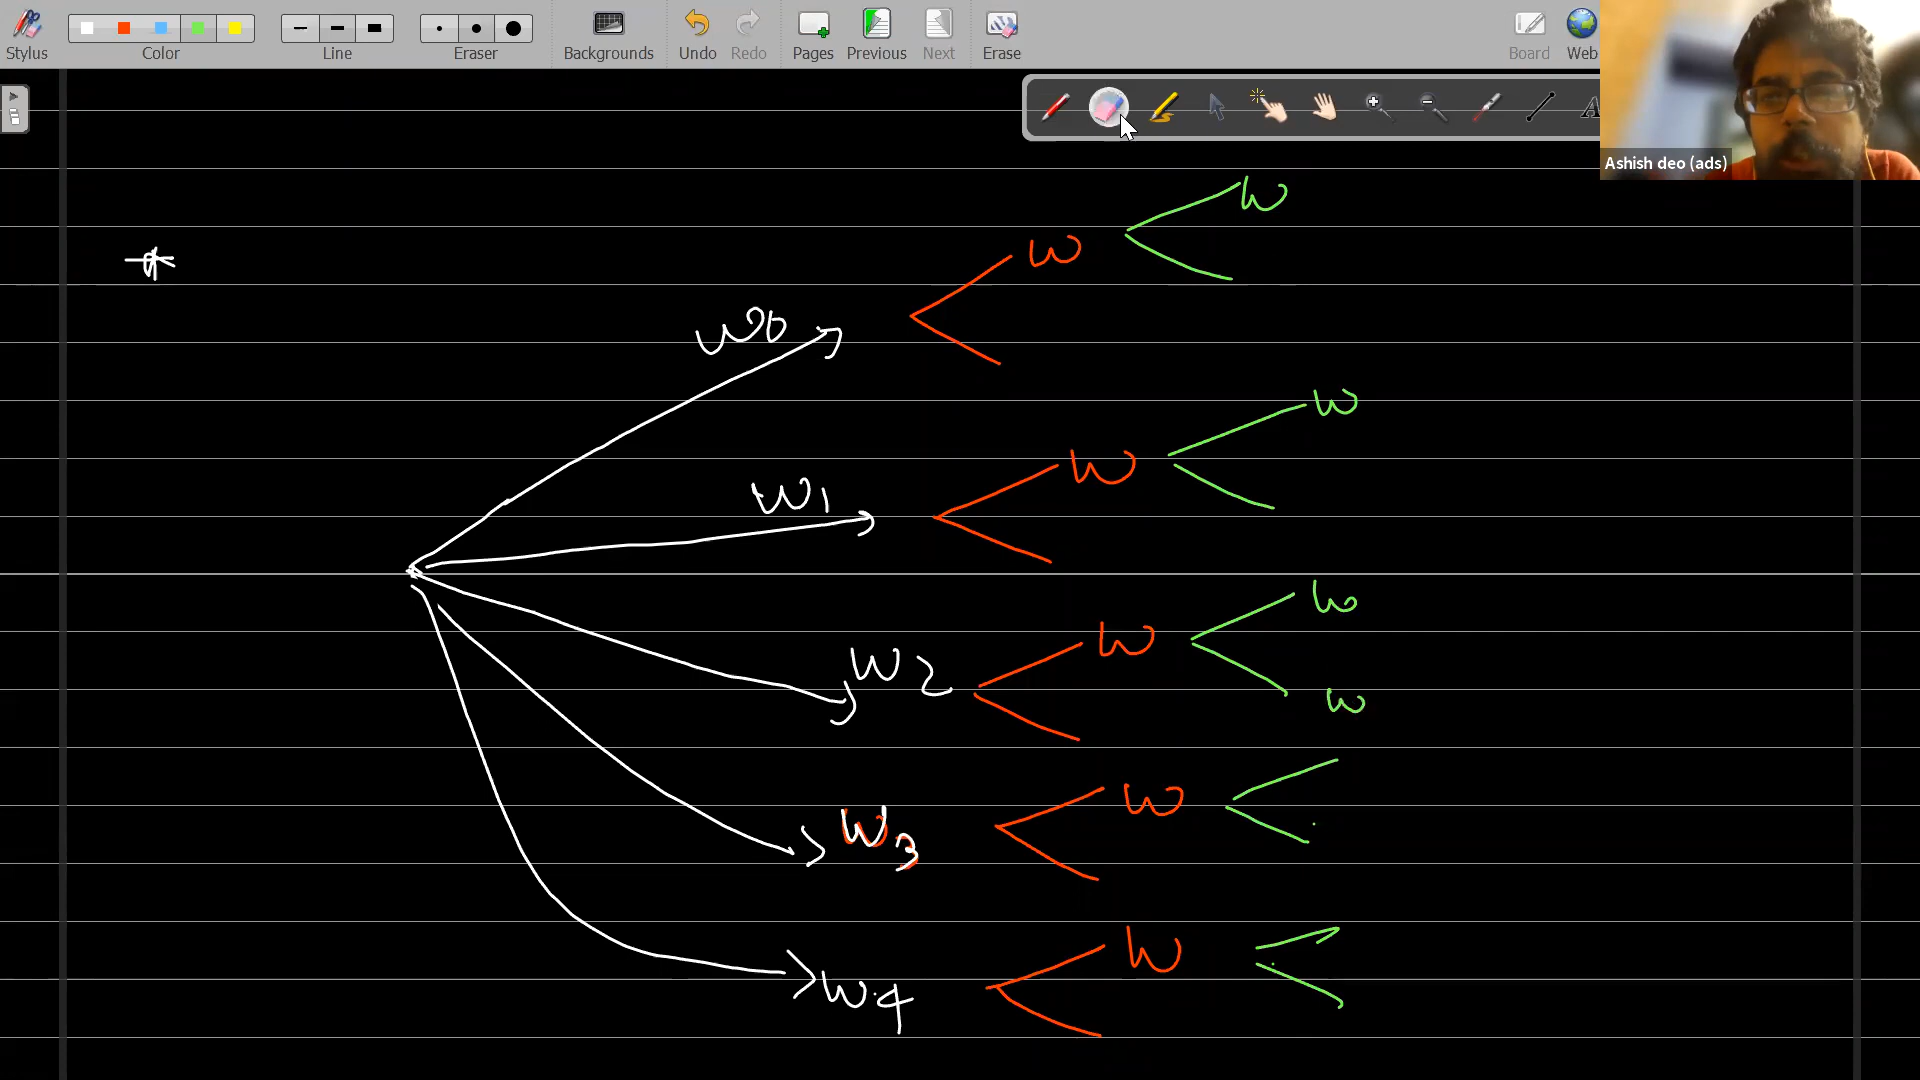 Stylus Color Line Eraser Backgrounds Undo Redo Pages Previous Next Erase Board Web
A
Ashish deo (ads)
w
w
w0
w
w
w1
w
w
w2
w
w
w3
w
w4